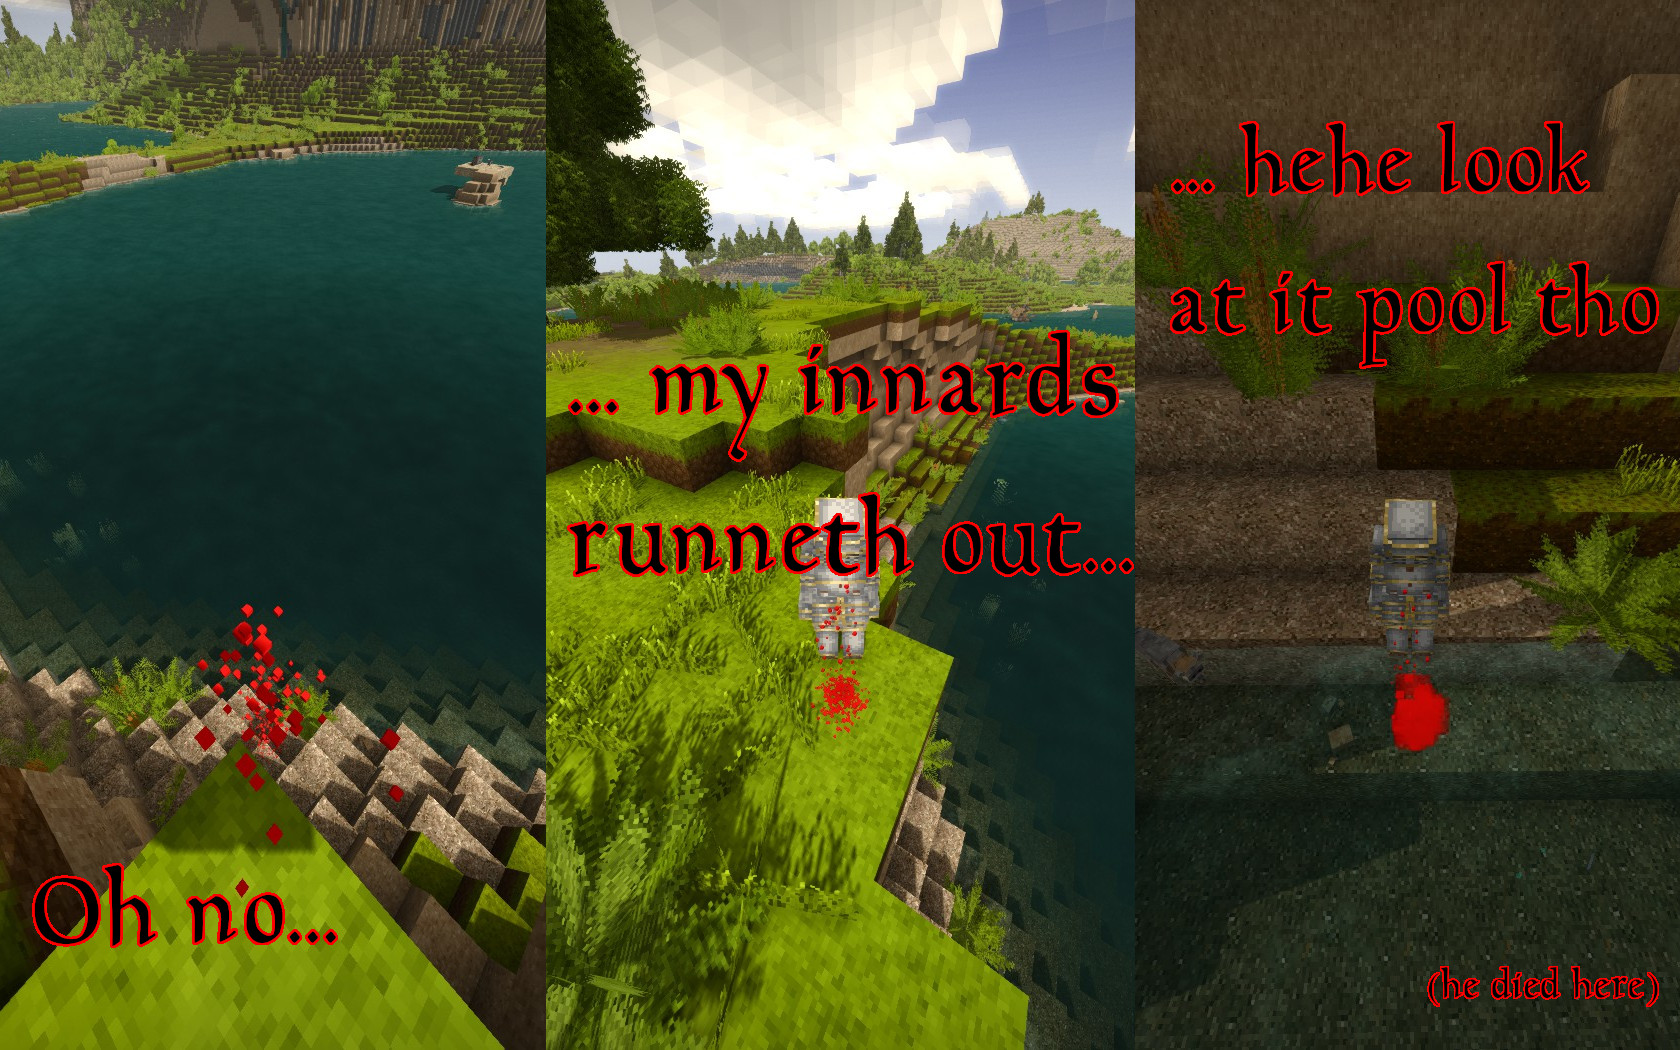 Oh no...
... my innards
runneth out...
... hehe look
at it pool tho
(he died here)